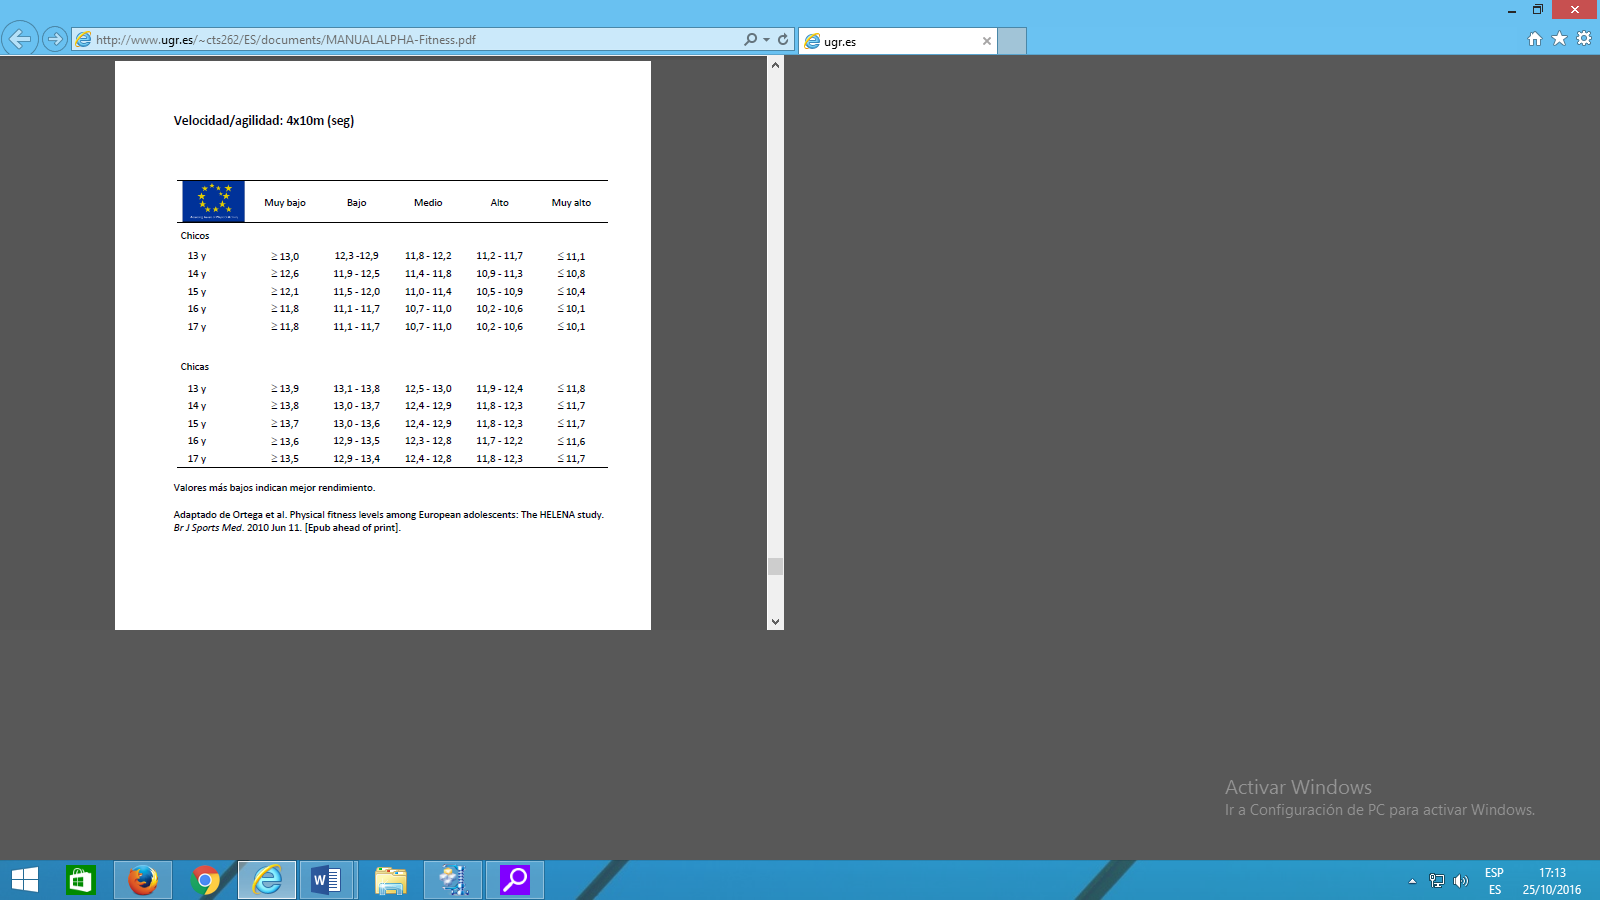 http://www.ugr.es/~cts262/ES/documents/MANUALALPHA-Fitness.pdf
ugr.es
Velocidad/agilidad: 4x10m (seg)
Muy bajo Bajo Medio Alto Muy alto
Chicos
13 y ≥ 13,0 12,3 -12,9 11,8 - 12,2 11,2 - 11,7 ≤ 11,1
14 y ≥ 12,6 11,9 - 12,5 11,4 - 11,8 10,9 - 11,3 ≤ 10,8
15 y ≥ 12,1 11,5 - 12,0 11,0 - 11,4 10,5 - 10,9 ≤ 10,4
16 y ≥ 11,8 11,1 - 11,7 10,7 - 11,0 10,2 - 10,6 ≤ 10,1
17 y ≥ 11,8 11,1 - 11,7 10,7 - 11,0 10,2 - 10,6 ≤ 10,1
Chicas
13 y ≥ 13,9 13,1 - 13,8 12,5 - 13,0 11,9 - 12,4 ≤ 11,8
14 y ≥ 13,8 13,0 - 13,7 12,4 - 12,9 11,8 - 12,3 ≤ 11,7
15 y ≥ 13,7 13,0 - 13,6 12,4 - 12,9 11,8 - 12,3 ≤ 11,7
16 y ≥ 13,6 12,9 - 13,5 12,3 - 12,8 11,7 - 12,2 ≤ 11,6
17 y ≥ 13,5 12,9 - 13,4 12,4 - 12,8 11,8 - 12,3 ≤ 11,7
Valores más bajos indican mejor rendimiento.
Adaptado de Ortega et al. Physical fitness levels among European adolescents: The HELENA study.
Br J Sports Med. 2010 Jun 11. [Epub ahead of print].
Activar Windows
Ir a Configuración de PC para activar Windows.
ESP 17:13
ES 25/10/2016